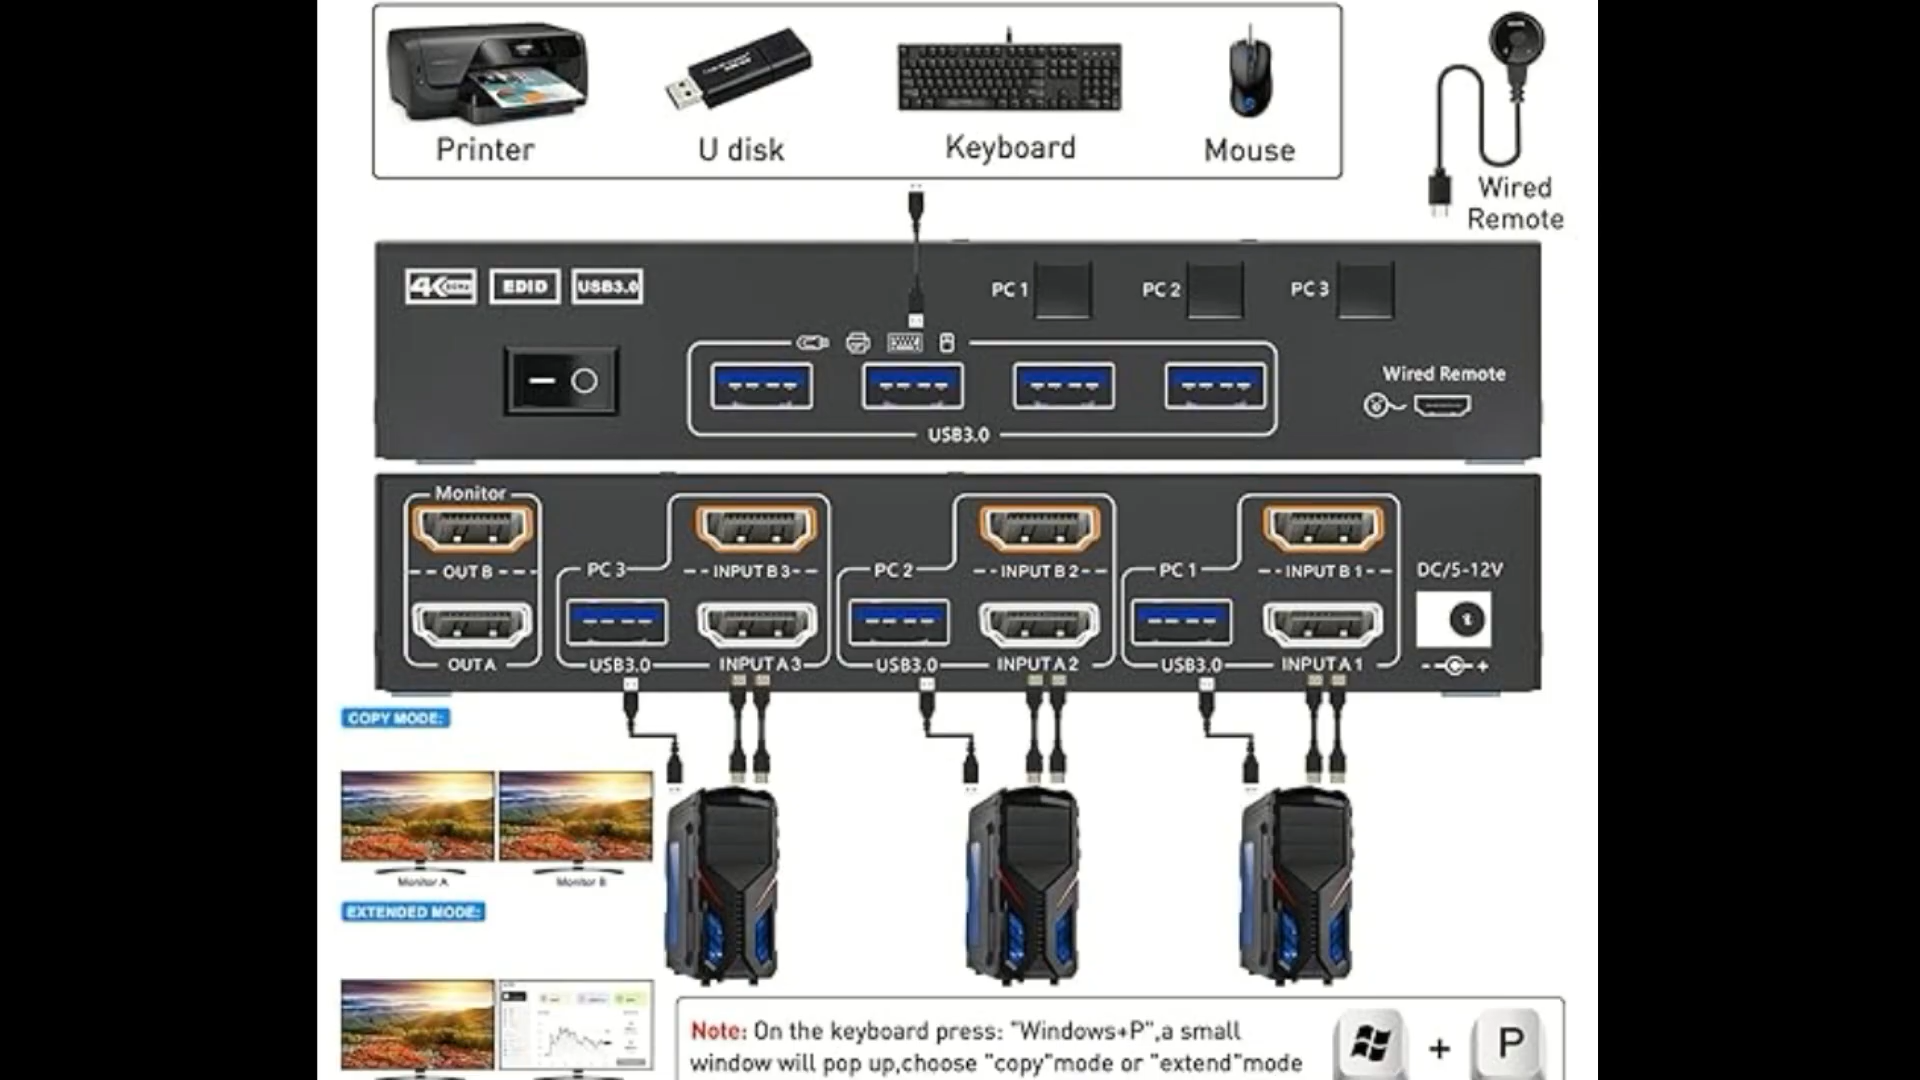 Printer
U disk
Keyboard
Mouse
Wired
Remote
4K
EDID
USB3.0
PC 1
PC 2
PC 3
Wired Remote
USB3.0
Monitor
OUT B
PC 3
INPUT B 3
PC 2
INPUT B 2
PC 1
INPUT B 1
DC/5-12V
OUT A
USB3.0
INPUT A 3
USB3.0
INPUT A 2
USB3.0
INPUT A 1
COPY MODE:
Monitor A
Monitor B
EXTENDED MODE:
Note: On the keyboard press: "Windows+P",a small
window will pop up,choose "copy"mode or "extend"mode
+
P